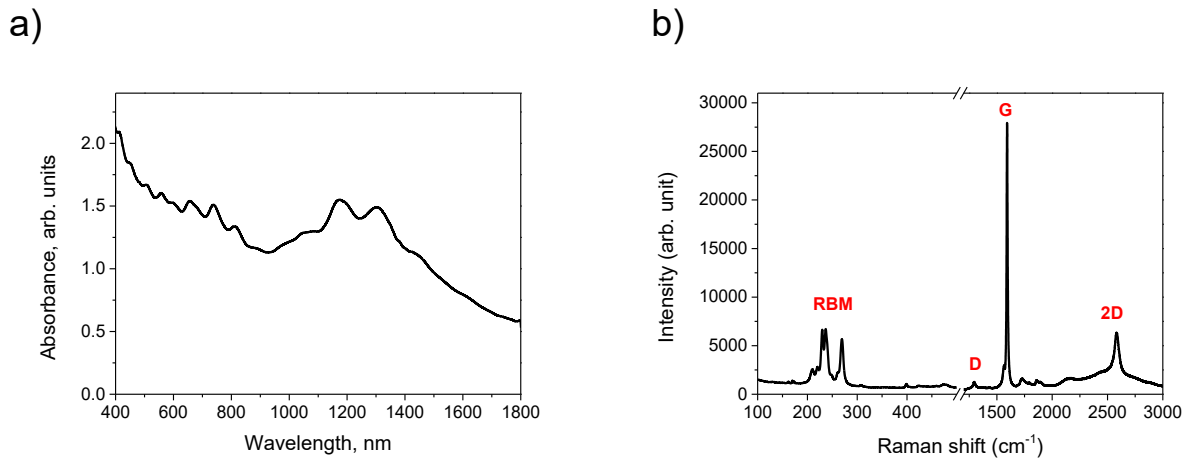 a)
b)
Absorbance, arb. units
2.0
1.5
1.0
0.5
0.0
400 600 800 1000 1200 1400 1600 1800
Wavelength, nm
Intensity (arb. unit)
30000
25000
20000
15000
10000
5000
0
G
RBM
D
2D
100 200 300 400 1500 2000 2500 3000
Raman shift (cm⁻¹)